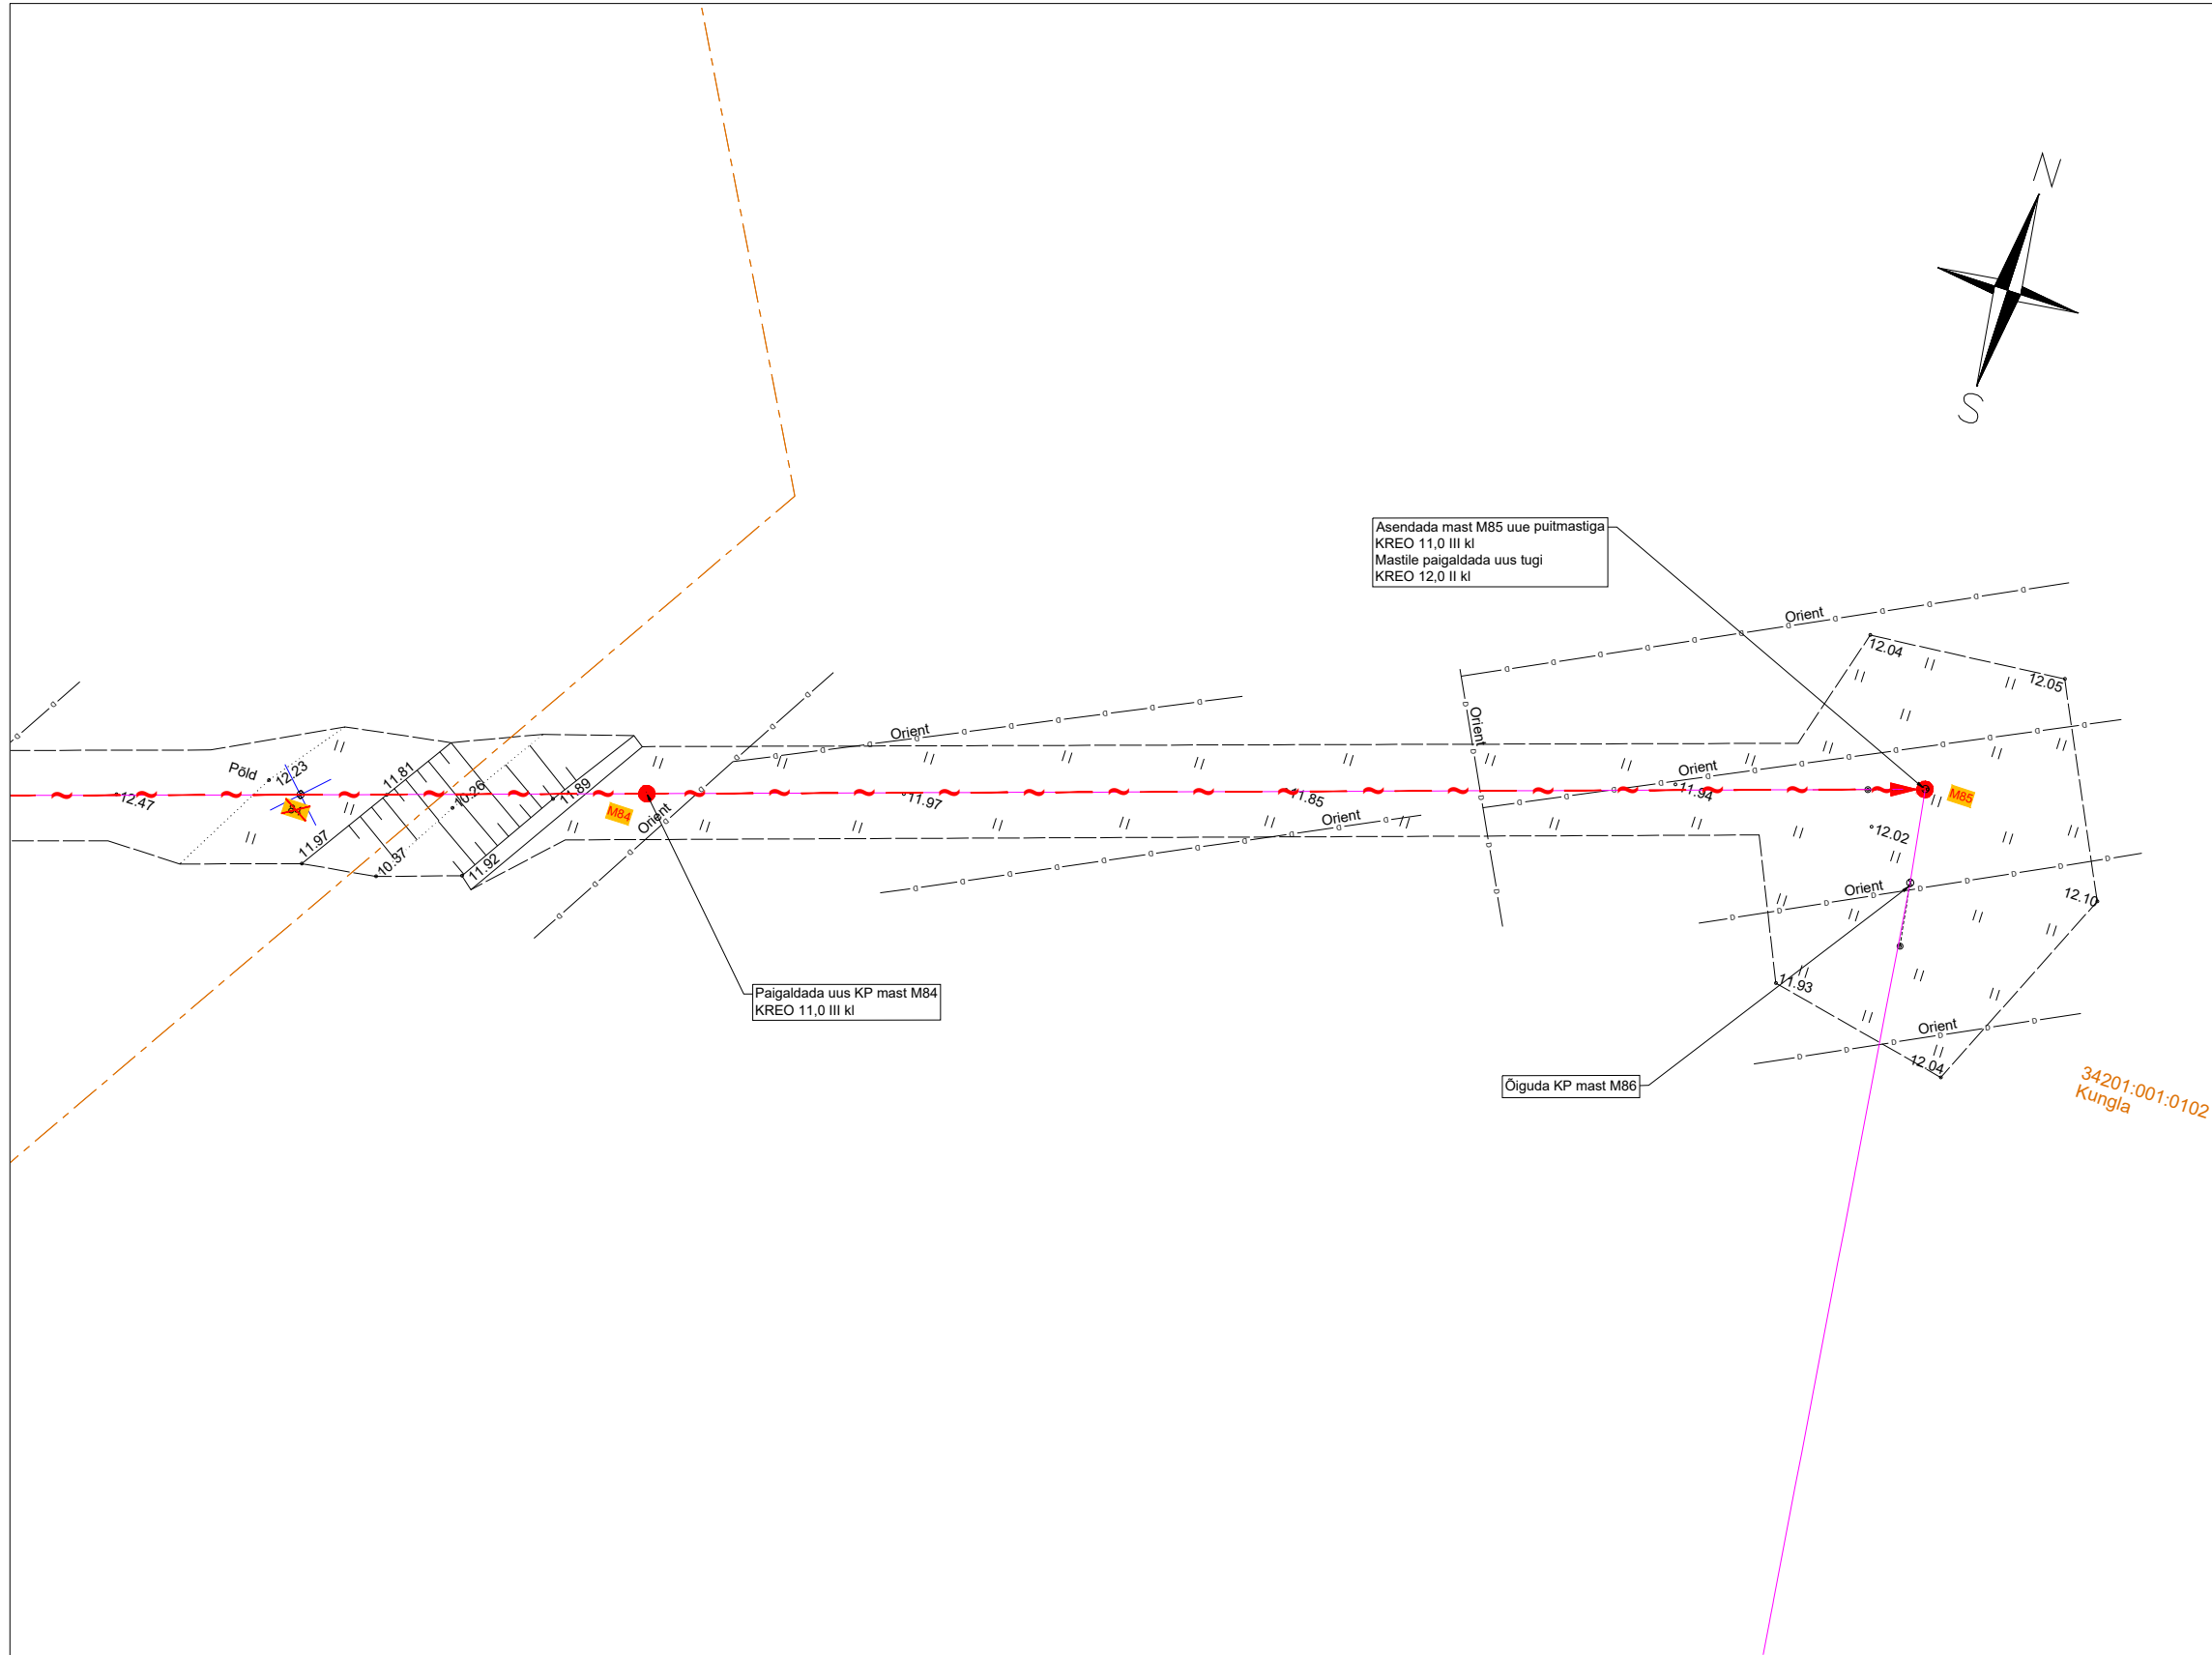 N
S
Asendada mast M85 uue puitmastiga
KREO 11,0 III kl
Mastile paigaldada uus tugi
KREO 12,0 II kl
Orient
12.04
12.05
Orient
Orient
Orient
Põld
12.23
11.81
12.47
84
10.26
11.89
M84
Orient
11.97
11.85
11.94
M85
Orient
12.02
11.97
10.37
11.92
Orient
12.10
11.93
Paigaldada uus KP mast M84
KREO 11,0 III kl
Orient
12.04
Õiguda KP mast M86
34201:001:0102
Kungla